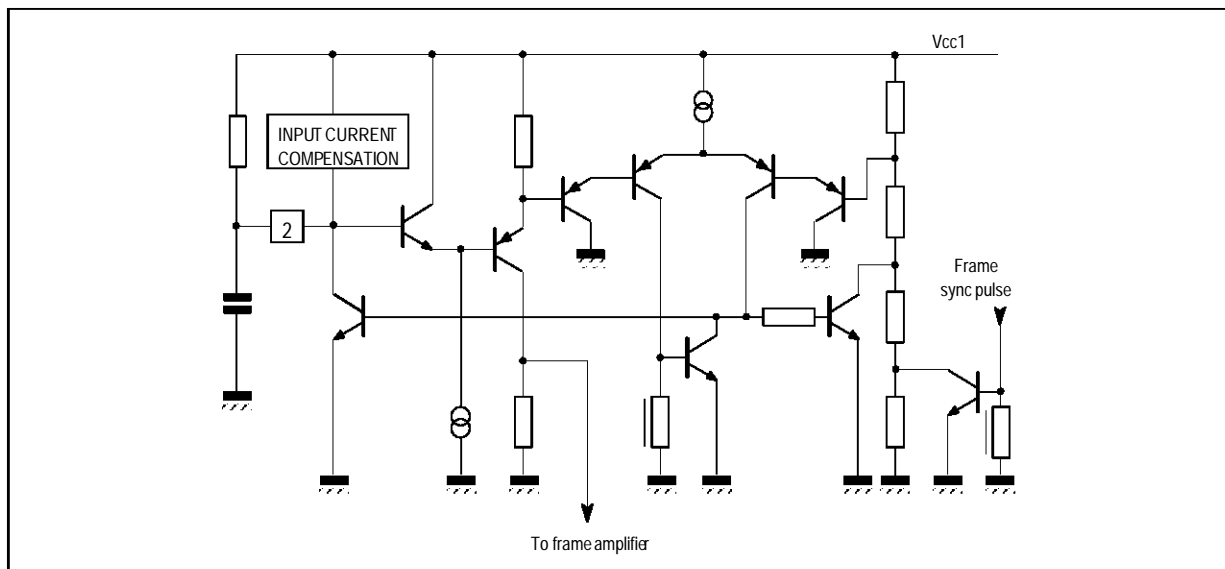 Vcc1
INPUT CURRENT
COMPENSATION
2
Frame
sync pulse
To frame amplifier